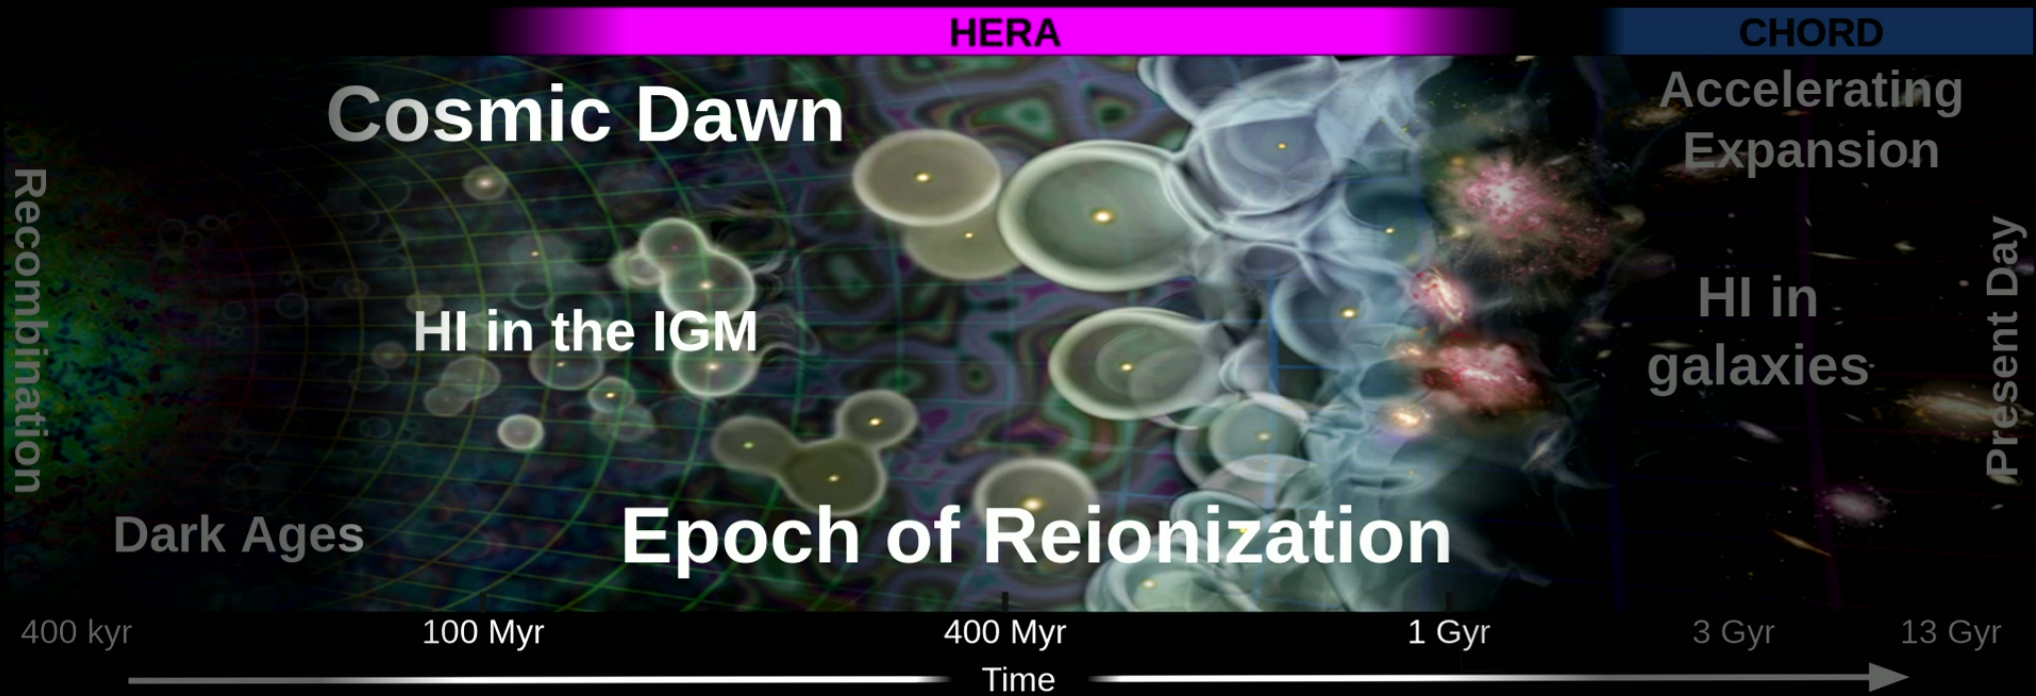 HERA
CHORD
Cosmic Dawn
Accelerating
Expansion
Recombination
HI in the IGM
HI in
galaxies
Present Day
Dark Ages
Epoch of Reionization
400 kyr
100 Myr
400 Myr
1 Gyr
3 Gyr
13 Gyr
Time